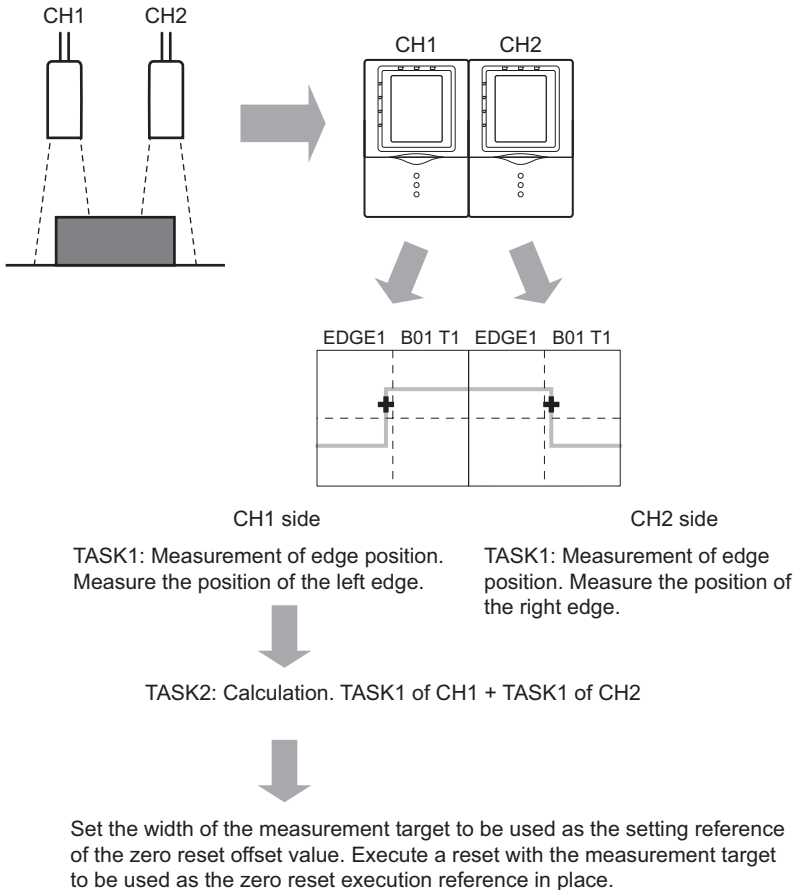 CH1 CH2
CH1 CH2
EDGE1 B01 T1 EDGE1 B01 T1
CH1 side
TASK1: Measurement of edge position.
Measure the position of the left edge.
CH2 side
TASK1: Measurement of edge
position. Measure the position of
the right edge.
TASK2: Calculation. TASK1 of CH1 + TASK1 of CH2
Set the width of the measurement target to be used as the setting reference
of the zero reset offset value. Execute a reset with the measurement target
to be used as the zero reset execution reference in place.